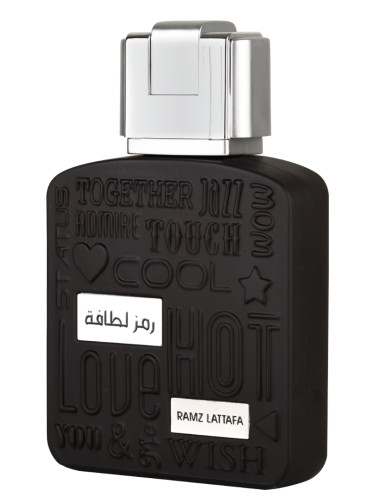 TOGETHER JAZZ
STATUS
WOW
ADMIRE TOUCH
COOL
رمز لطافة
Love HOT
RAMZ LATTAFA
YOU & Me WISH